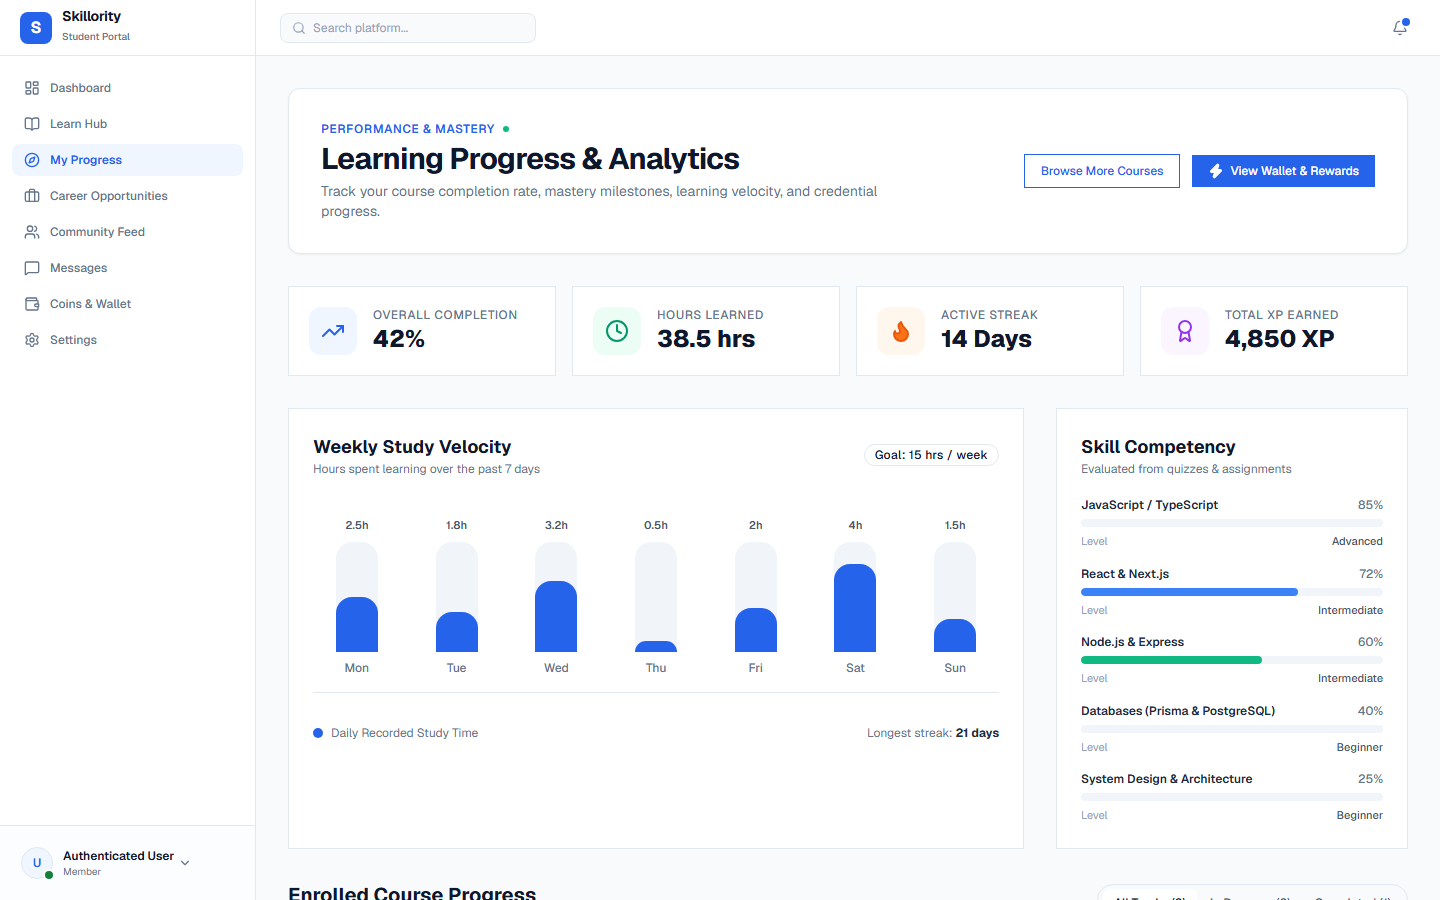 S
Skillority
Student Portal
Search platform...
Dashboard
Learn Hub
My Progress
Career Opportunities
Community Feed
Messages
Coins & Wallet
Settings
U
Authenticated User
Member
PERFORMANCE & MASTERY
Learning Progress & Analytics
Track your course completion rate, mastery milestones, learning velocity, and credential
progress.
Browse More Courses
View Wallet & Rewards
OVERALL COMPLETION
42%
HOURS LEARNED
38.5 hrs
ACTIVE STREAK
14 Days
TOTAL XP EARNED
4,850 XP
Weekly Study Velocity
Hours spent learning over the past 7 days
Goal: 15 hrs / week
2.5h 1.8h 3.2h 0.5h 2h 4h 1.5h
Mon Tue Wed Thu Fri Sat Sun
Daily Recorded Study Time
Longest streak: 21 days
Skill Competency
Evaluated from quizzes & assignments
JavaScript / TypeScript 85%
Level Advanced
React & Next.js 72%
Level Intermediate
Node.js & Express 60%
Level Intermediate
Databases (Prisma & PostgreSQL) 40%
Level Beginner
System Design & Architecture 25%
Level Beginner
Enrolled Course Progress